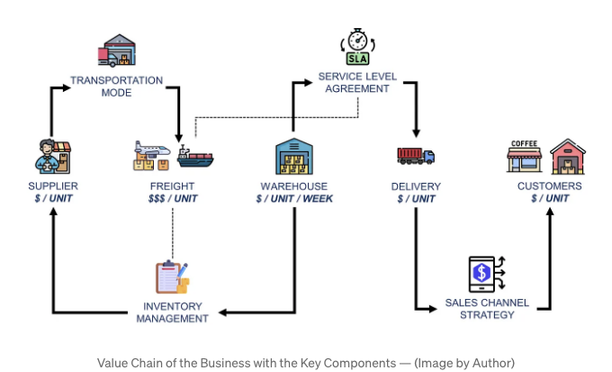 SLA
TRANSPORTATION
MODE
SERVICE LEVEL
AGREEMENT
COFFEE
SUPPLIER
$ / UNIT
FREIGHT
$$$ / UNIT
WAREHOUSE
$ / UNIT / WEEK
DELIVERY
$ / UNIT
CUSTOMERS
$ / UNIT
$
INVENTORY
MANAGEMENT
SALES CHANNEL
STRATEGY
Value Chain of the Business with the Key Components — (Image by Author)